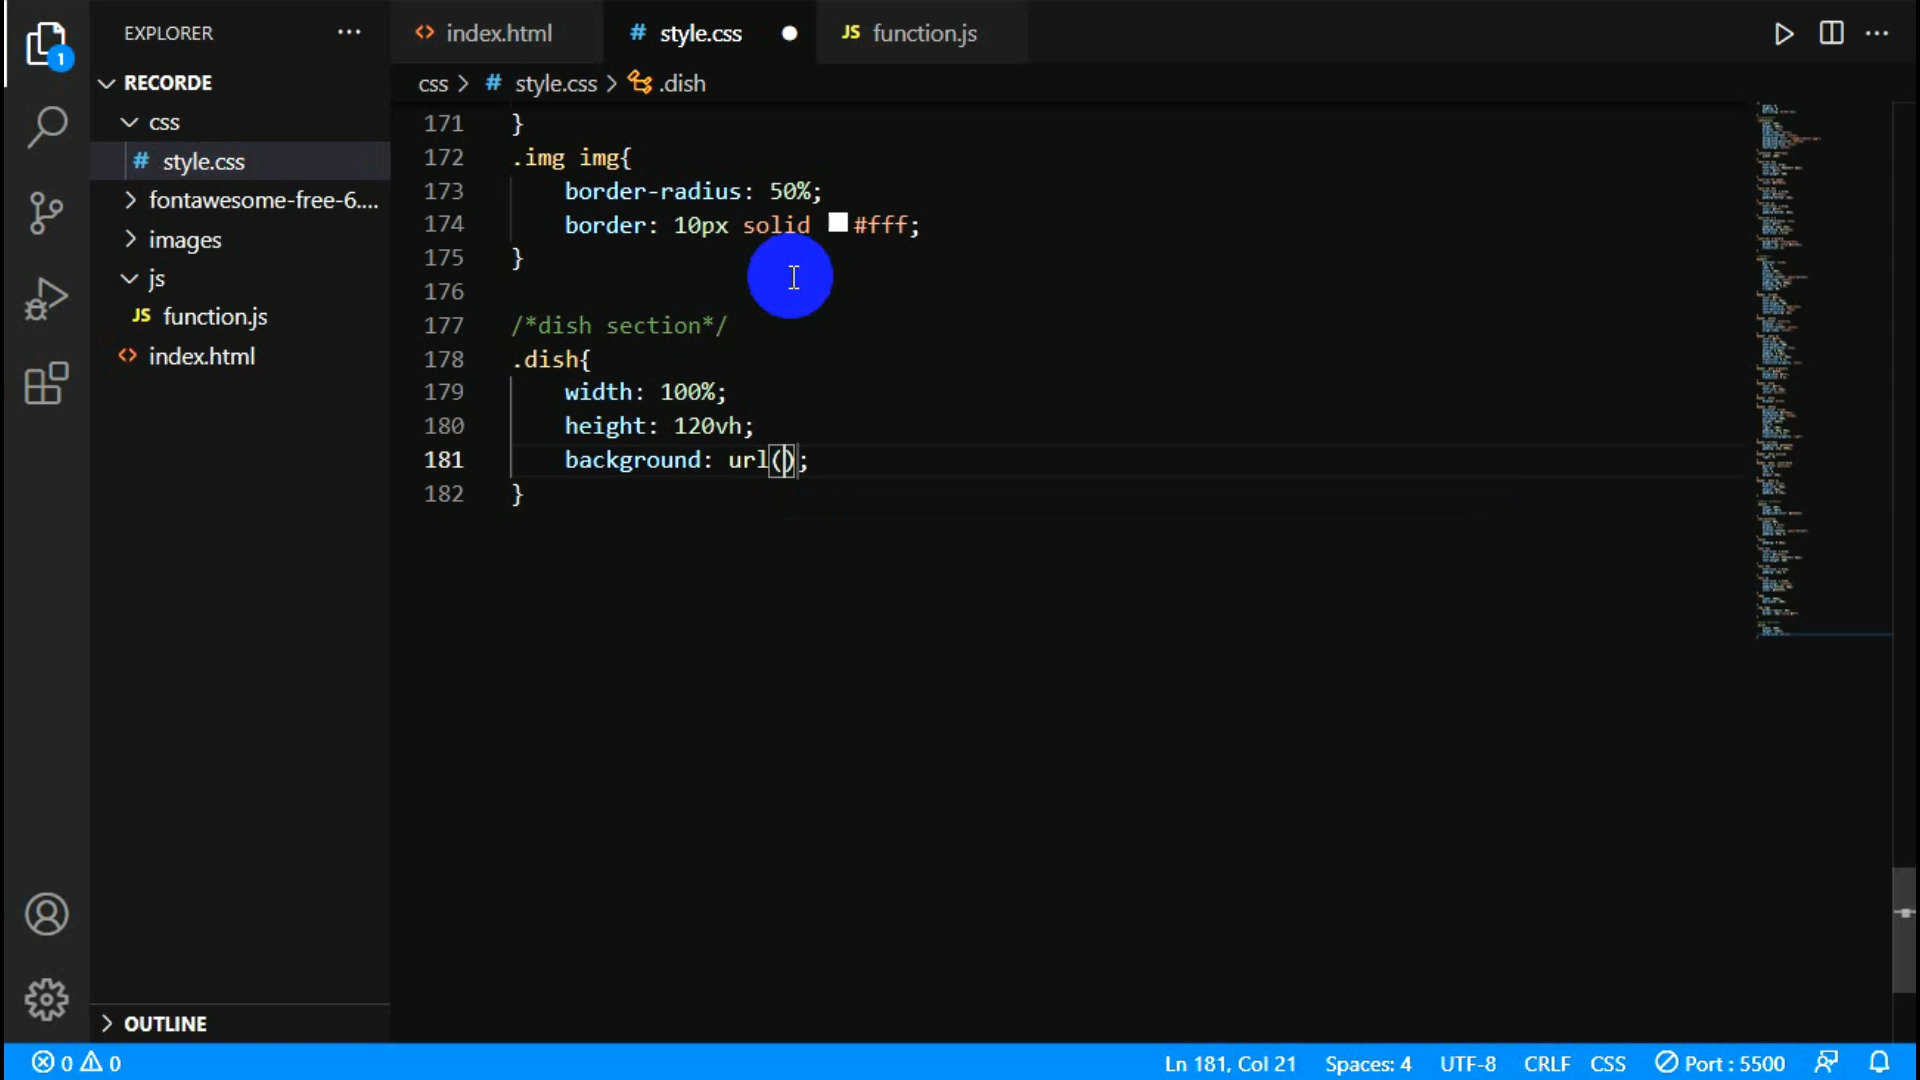 EXPLORER
···
index.html
# style.css
JS function.js
···
1
RECORDE
css > # style.css > .dish
css
# style.css
fontawesome-free-6....
images
js
JS function.js
index.html
171 }
172 .img img{
173 border-radius: 50%;
174 border: 10px solid #fff;
175 }
176
177 /*dish section*/
178 .dish{
179 width: 100%;
180 height: 120vh;
181 background: url();
182 }
OUTLINE
0 0 Ln 181, Col 21 Spaces: 4 UTF-8 CRLF CSS Port : 5500